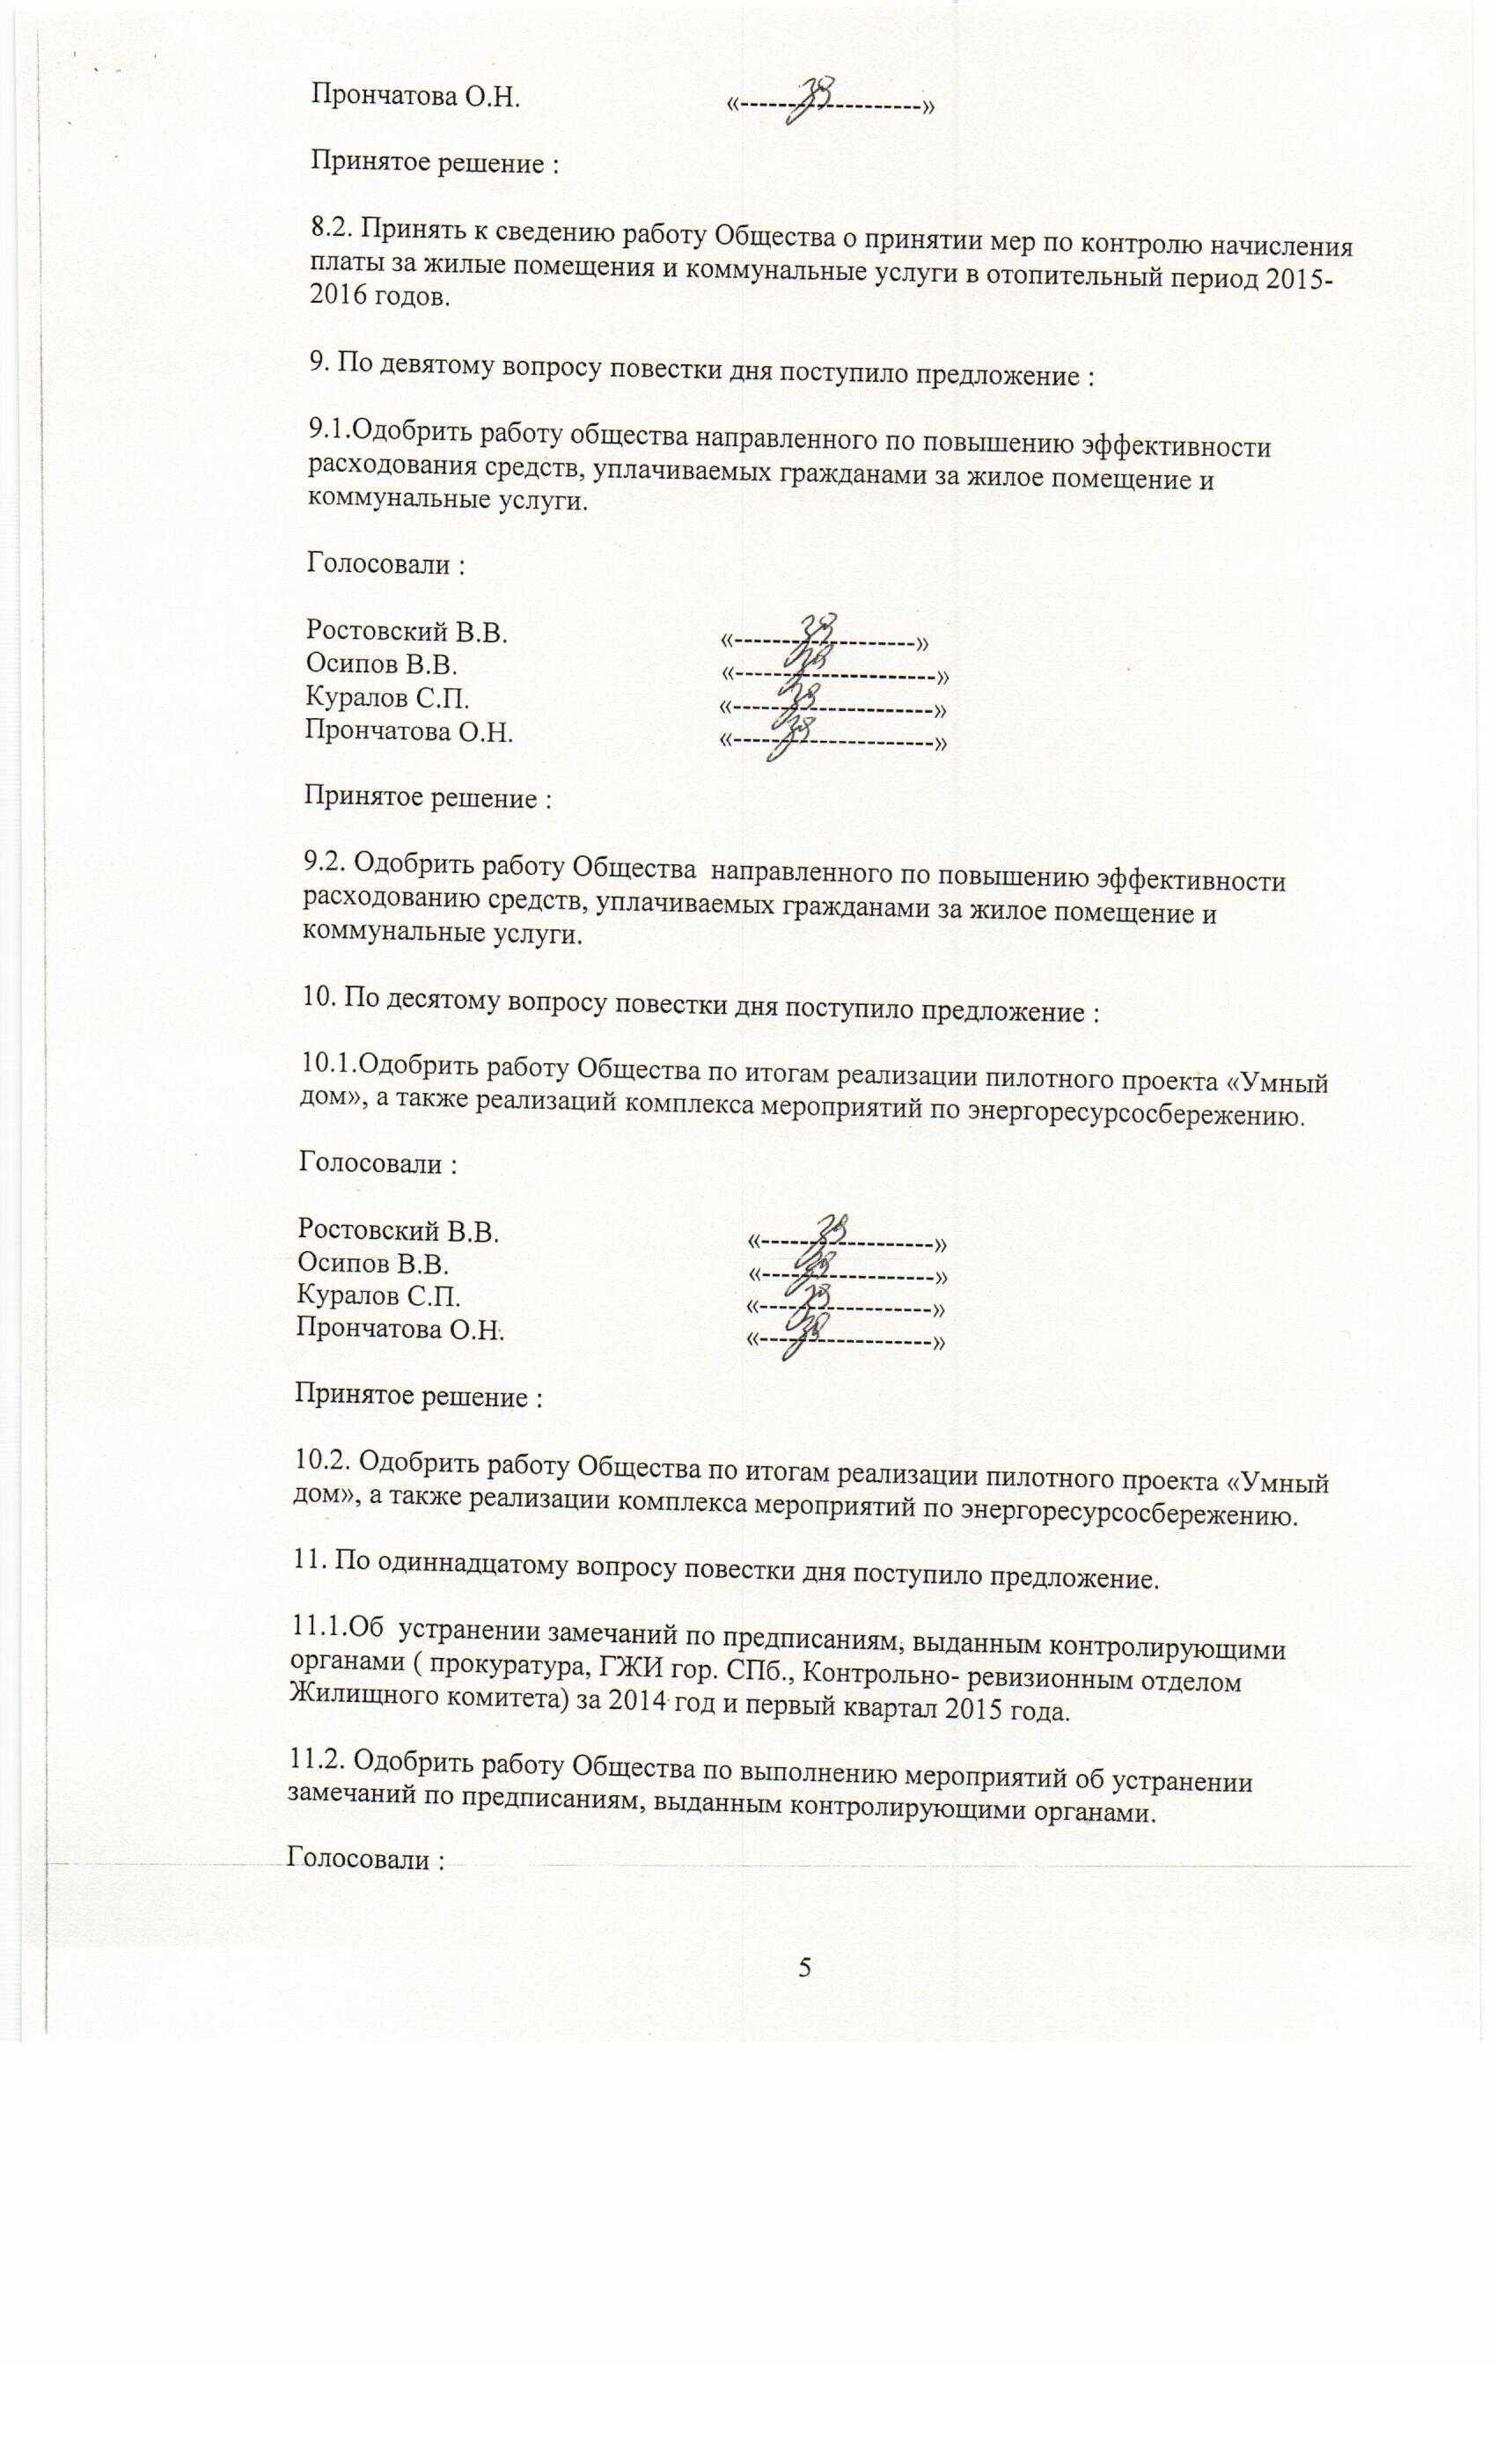 Прончатова О.Н. «-------------------»
Принятое решение :
8.2. Принять к сведению работу Общества о принятии мер по контролю начисления
платы за жилые помещения и коммунальные услуги в отопительный период 2015-
2016 годов.
9. По девятому вопросу повестки дня поступило предложение :
9.1.Одобрить работу общества направленного по повышению эффективности
расходования средств, уплачиваемых гражданами за жилое помещение и
коммунальные услуги.
Голосовали :
Ростовский В.В. «-------------------»
Осипов В.В. «---------------------»
Куралов С.П. «---------------------»
Прончатова О.Н. «---------------------»
Принятое решение :
9.2. Одобрить работу Общества направленного по повышению эффективности
расходованию средств, уплачиваемых гражданами за жилое помещение и
коммунальные услуги.
10. По десятому вопросу повестки дня поступило предложение :
10.1.Одобрить работу Общества по итогам реализации пилотного проекта «Умный
дом», а также реализаций комплекса мероприятий по энергоресурсосбережению.
Голосовали :
Ростовский В.В. «------------------»
Осипов В.В. «------------------»
Куралов С.П. «------------------»
Прончатова О.Н. «------------------»
Принятое решение :
10.2. Одобрить работу Общества по итогам реализации пилотного проекта «Умный
дом», а также реализации комплекса мероприятий по энергоресурсосбережению.
11. По одиннадцатому вопросу повестки дня поступило предложение.
11.1.Об устранении замечаний по предписаниям, выданным контролирующими
органами ( прокуратура, ГЖИ гор. СПб., Контрольно- ревизионным отделом
Жилищного комитета) за 2014 год и первый квартал 2015 года.
11.2. Одобрить работу Общества по выполнению мероприятий об устранении
замечаний по предписаниям, выданным контролирующими органами.
Голосовали :
5